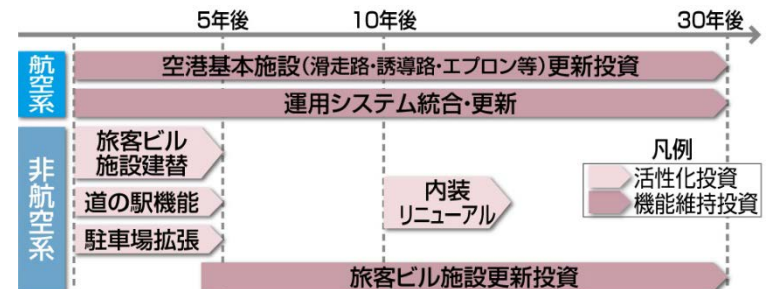 5年後
10年後
30年後
航空系
空港基本施設(滑走路・誘導路・エプロン等)更新投資
運用システム統合・更新
非航空系
旅客ビル
施設建替
道の駅機能
駐車場拡張
内装
リニューアル
旅客ビル施設更新投資
凡例
活性化投資
機能維持投資